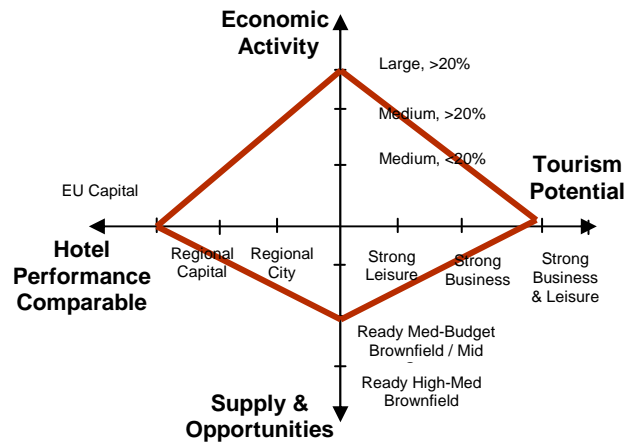 Economic
Activity
Large, >20%
Medium, >20%
Medium, <20%
Tourism
Potential
EU Capital
Hotel
Performance
Comparable
Regional
Capital
Regional
City
Strong
Leisure
Strong
Business
Strong
Business
& Leisure
Ready Med-Budget
Brownfield / Mid
Ready High-Med
Brownfield
Supply &
Opportunities